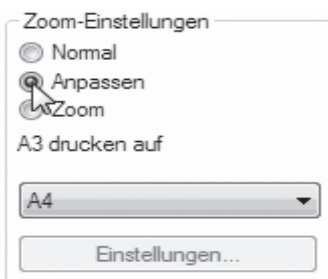 Zoom-Einstellungen
Normal
Anpassen
Zoom
A3 drucken auf
A4
Einstellungen...